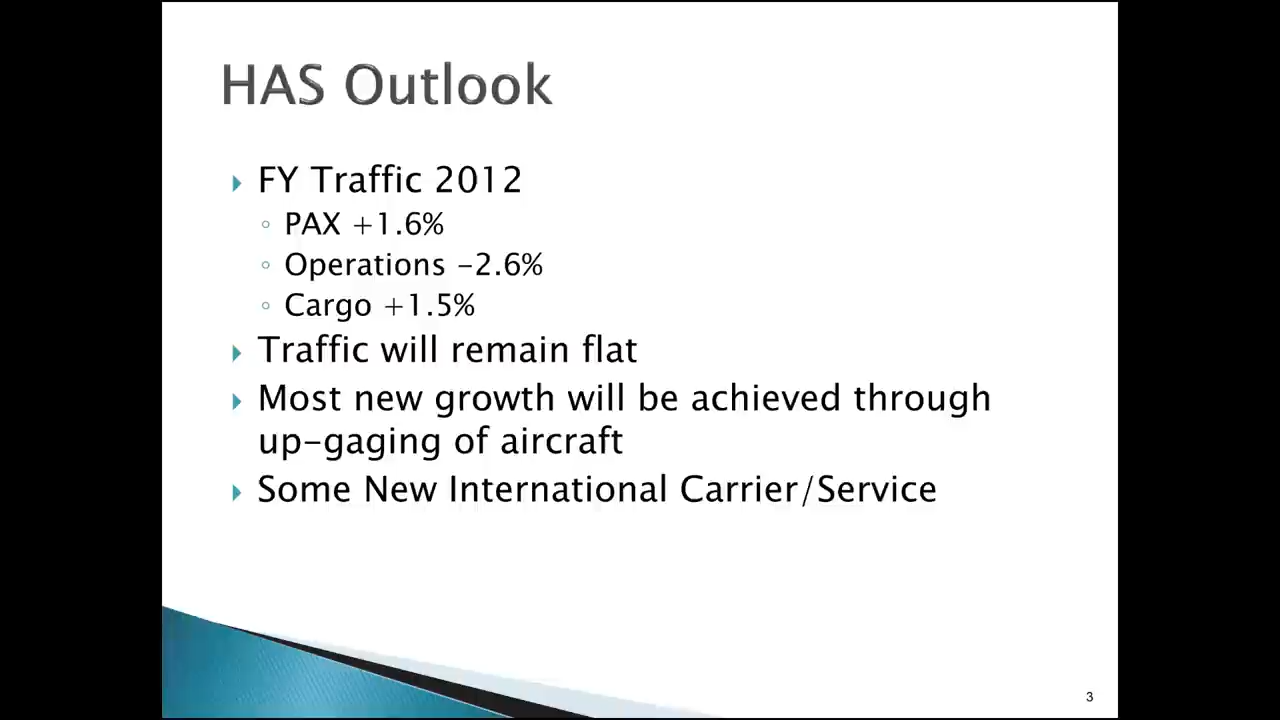 HAS Outlook
FY Traffic 2012
PAX +1.6%
Operations -2.6%
Cargo +1.5%
Traffic will remain flat
Most new growth will be achieved through
up-gaging of aircraft
Some New International Carrier/Service
3